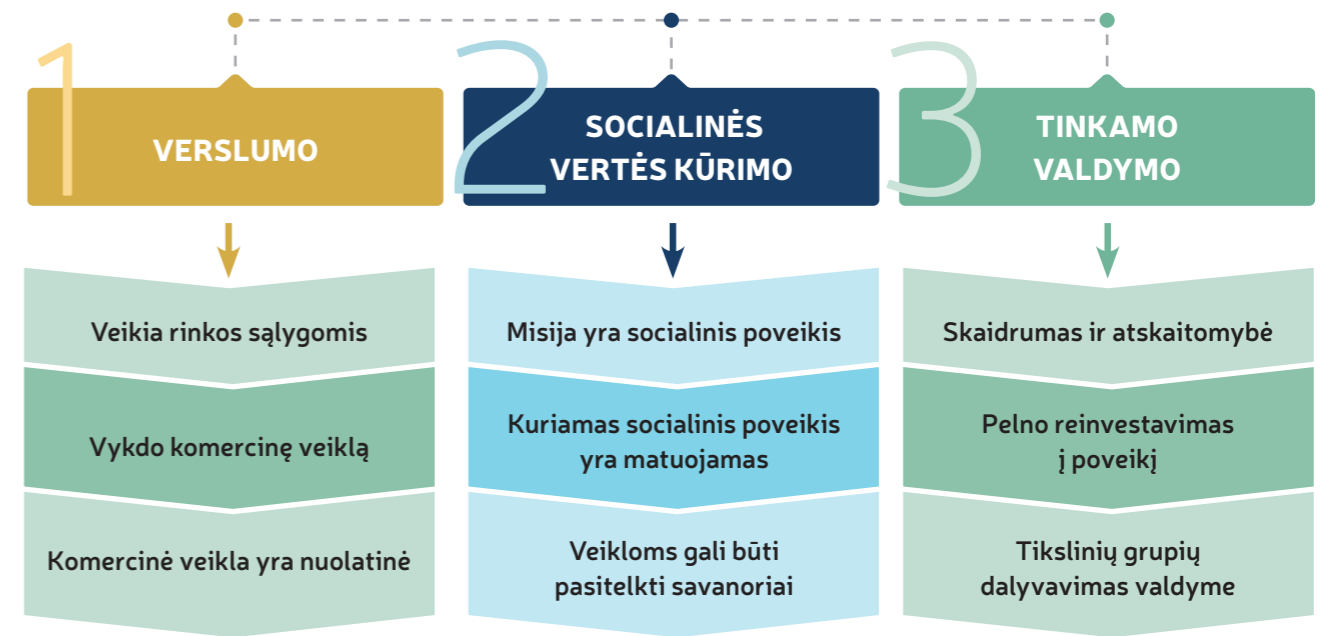 1
VERSLUMO
Veikia rinkos sąlygomis
Vykdo komercinę veiklą
Komercinė veikla yra nuolatinė
2
SOCIALINĖS
VERTĖS KŪRIMO
Misija yra socialinis poveikis
Kuriamas socialinis poveikis
yra matuojamas
Veikloms gali būti
pasitelkti savanoriai
3
TINKAMO
VALDYMO
Skaidrumas ir atskaitomybė
Pelno reinvestavimas
į poveikį
Tikslinių grupių
dalyvavimas valdyme